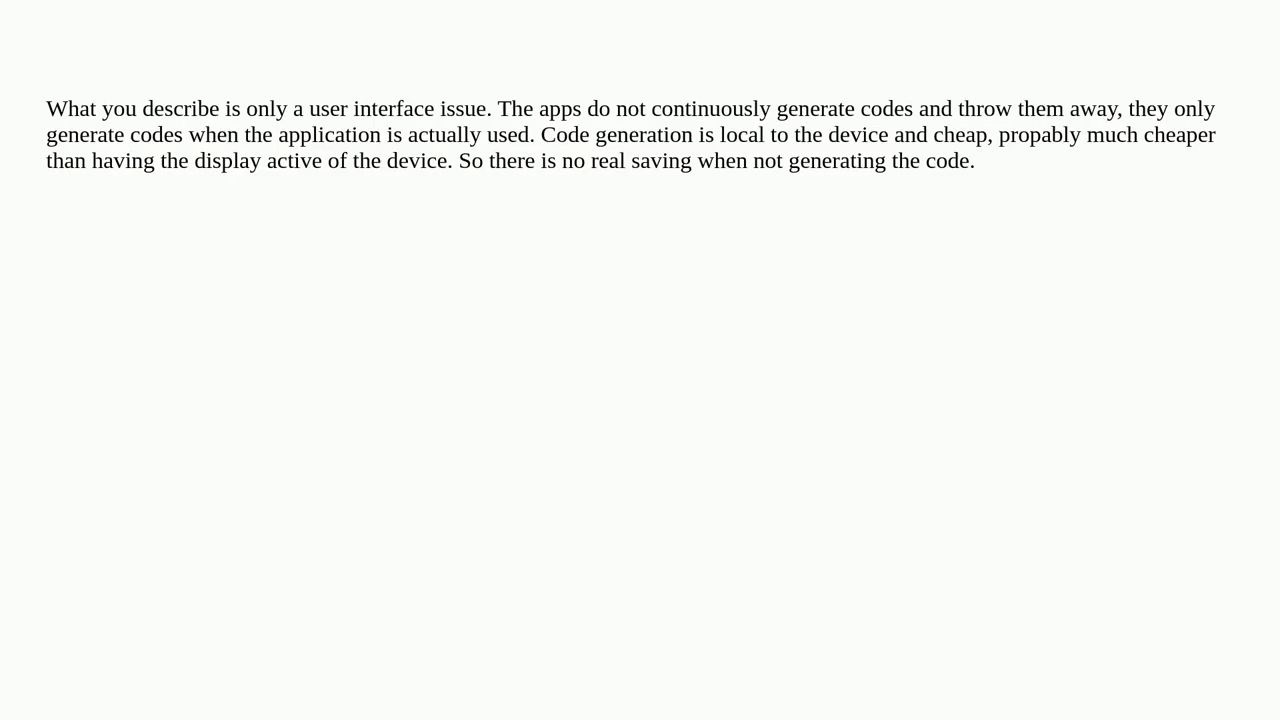 What you describe is only a user interface issue. The apps do not continuously generate codes and throw them away, they only
generate codes when the application is actually used. Code generation is local to the device and cheap, propably much cheaper
than having the display active of the device. So there is no real saving when not generating the code.